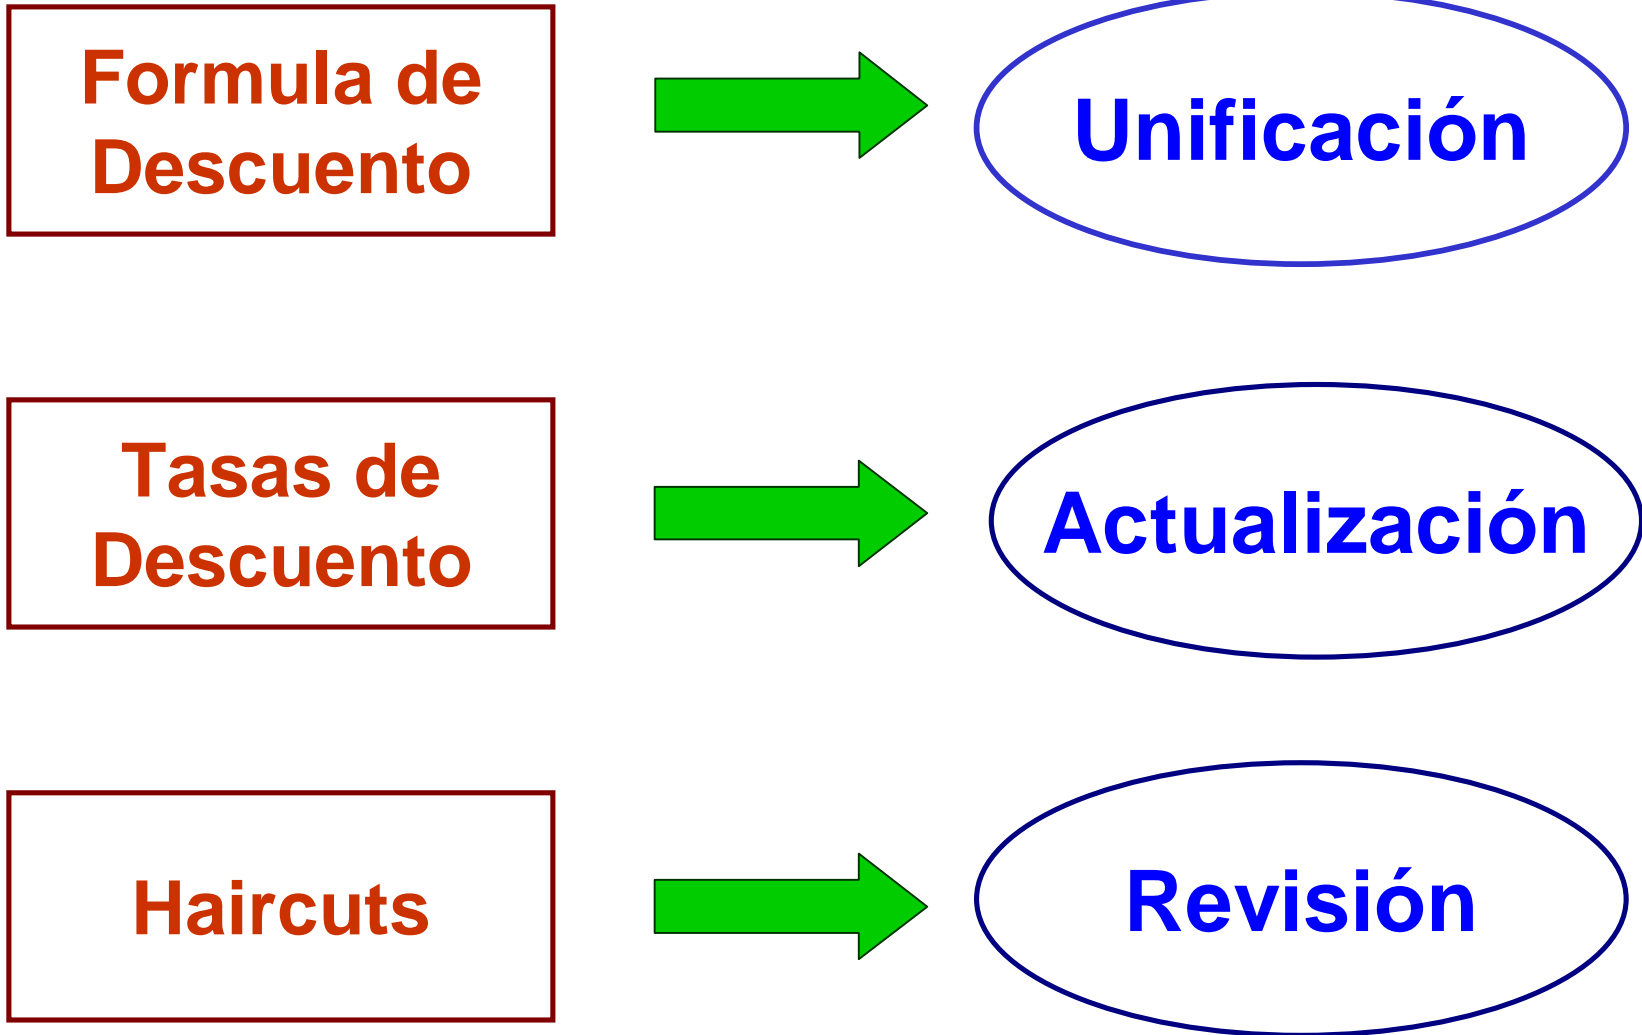 Formula de
Descuento
Unificación
Tasas de
Descuento
Actualización
Haircuts
Revisión